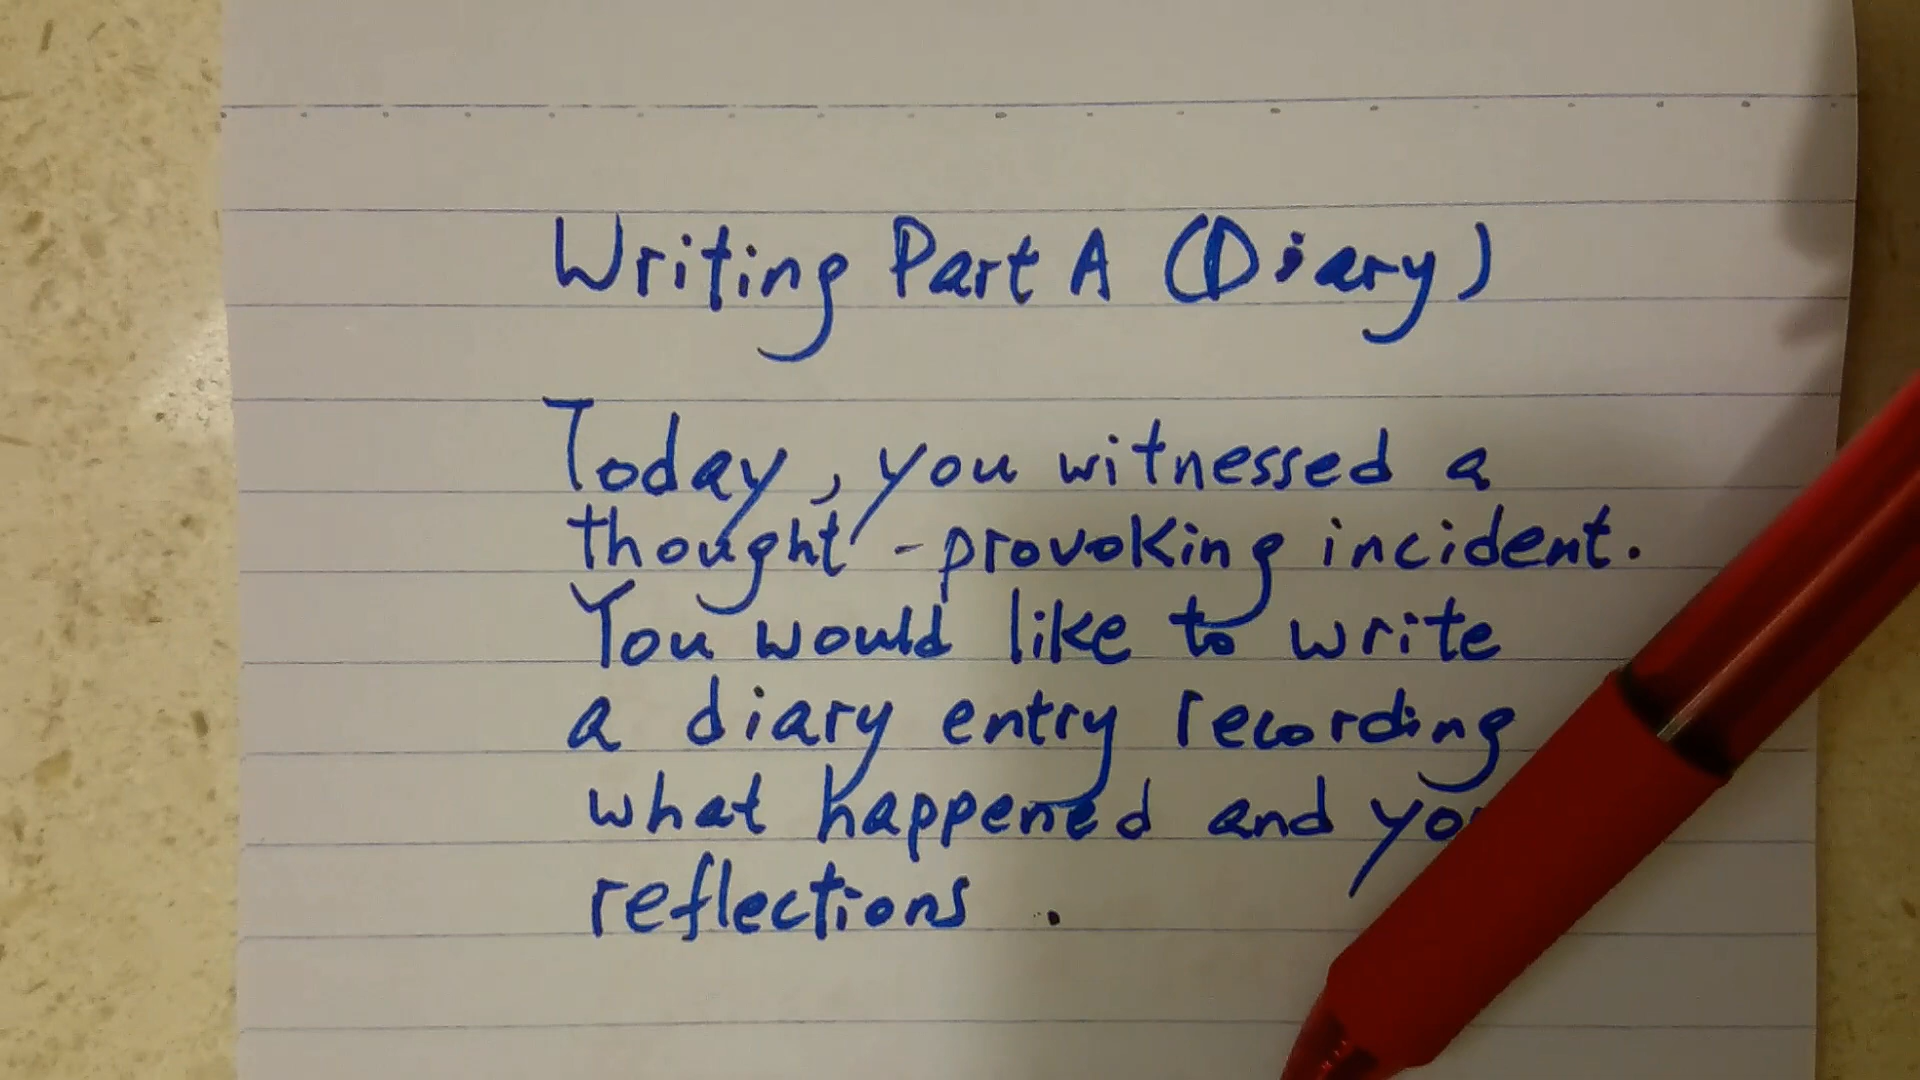 Writing Part A (Diary)
Today, you witnessed a
thought-provoking incident.
You would like to write
a diary entry recording
what happened and
reflections.